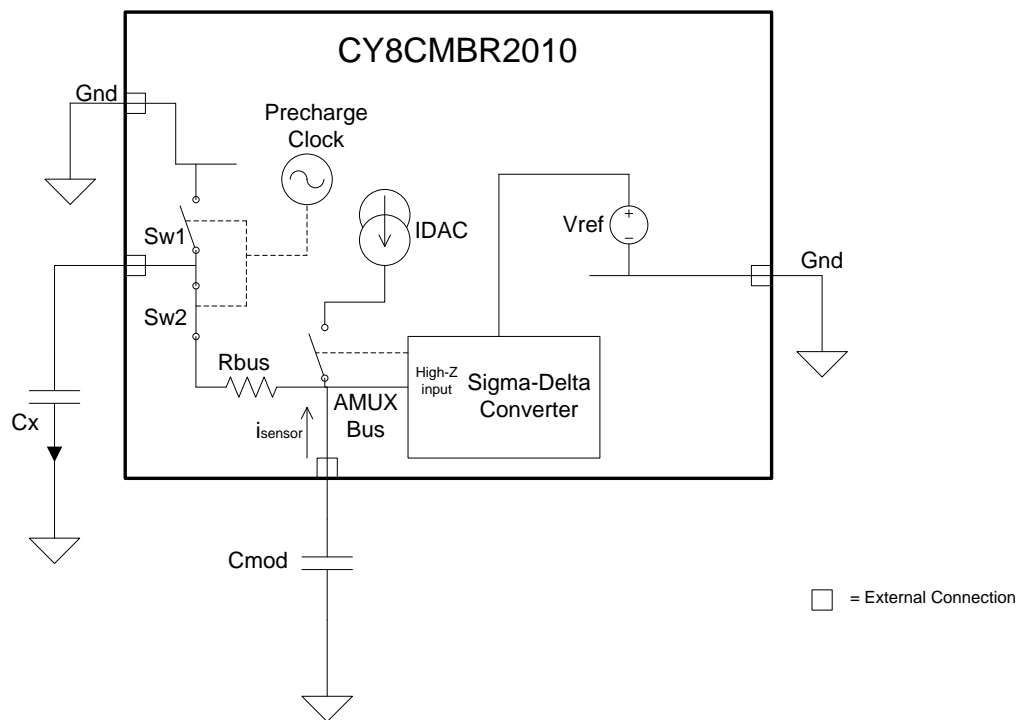 CY8CMBR2010
Gnd
Precharge
Clock
IDAC
Vref
Sw1
Gnd
Sw2
Rbus
High-Z
input
Sigma-Delta
Converter
AMUX
Bus
isensor
Cx
Cmod
+
−
= External Connection